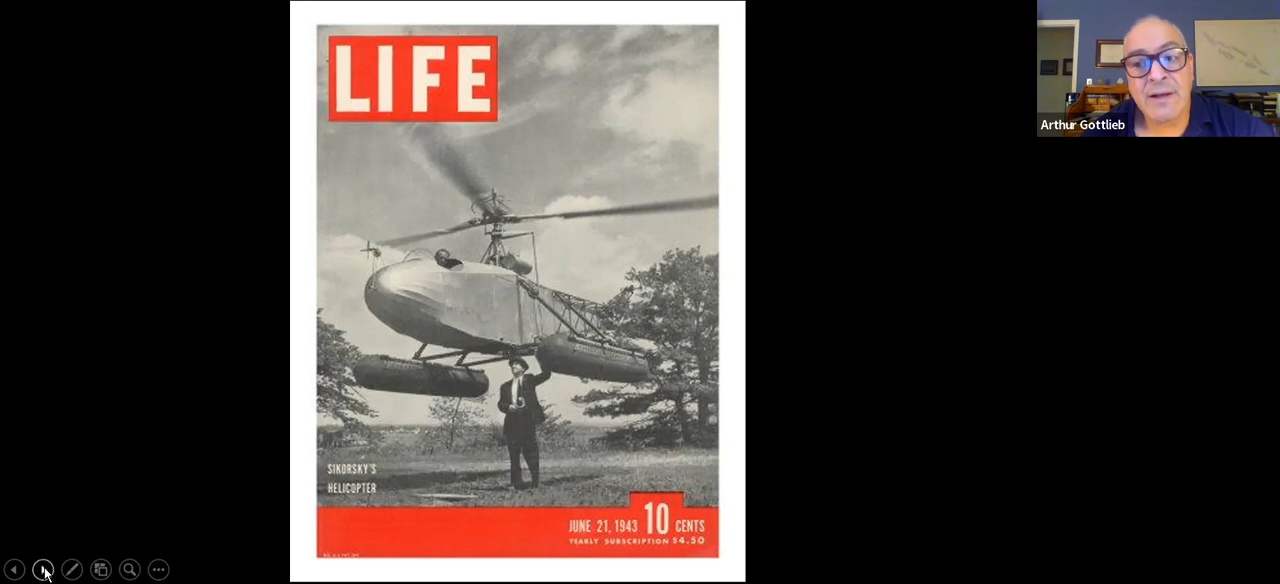 LIFE
SIKORSKY'S
HELICOPTER
JUNE 21, 1943 10 CENTS
YEARLY SUBSCRIPTION $4.50
Arthur Gottlieb